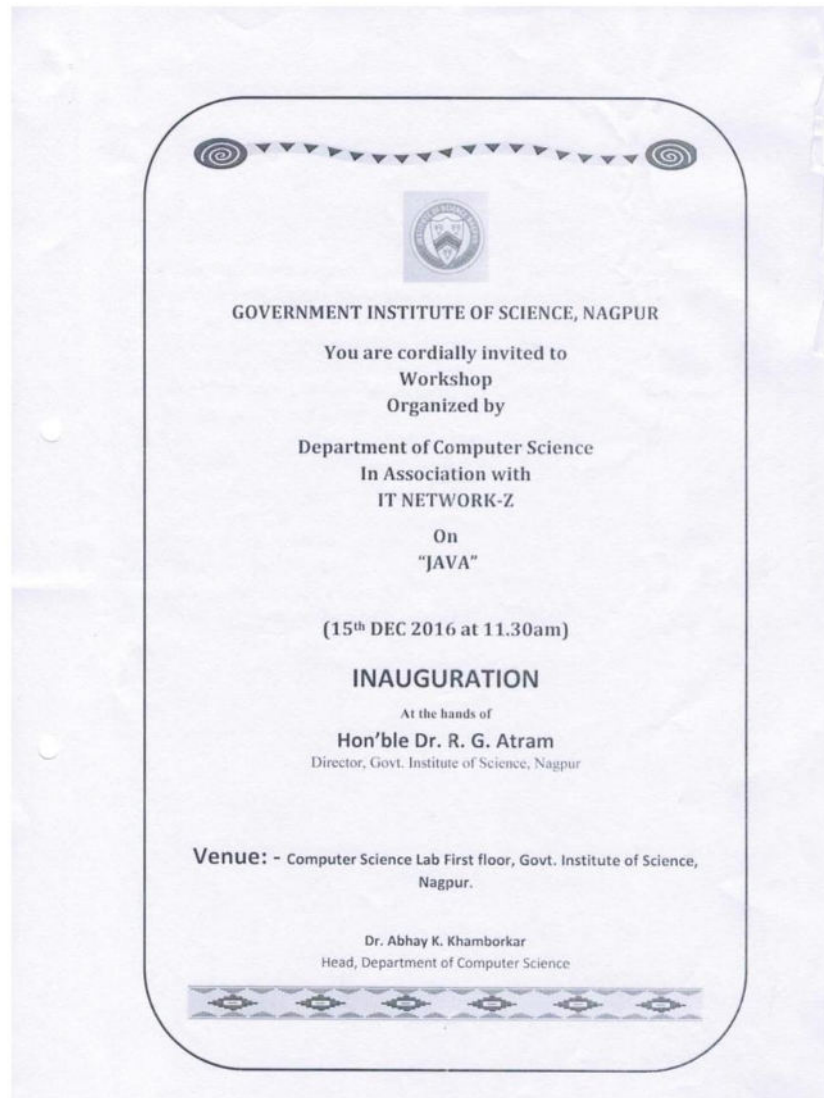 GOVERNMENT INSTITUTE OF SCIENCE, NAGPUR
You are cordially invited to
Workshop
Organized by
Department of Computer Science
In Association with
IT NETWORK-Z
On
“JAVA”
(15th DEC 2016 at 11.30am)
INAUGURATION
At the hands of
Hon’ble Dr. R. G. Atram
Director, Govt. Institute of Science, Nagpur
Venue: - Computer Science Lab First floor, Govt. Institute of Science,
Nagpur.
Dr. Abhay K. Khamborkar
Head, Department of Computer Science